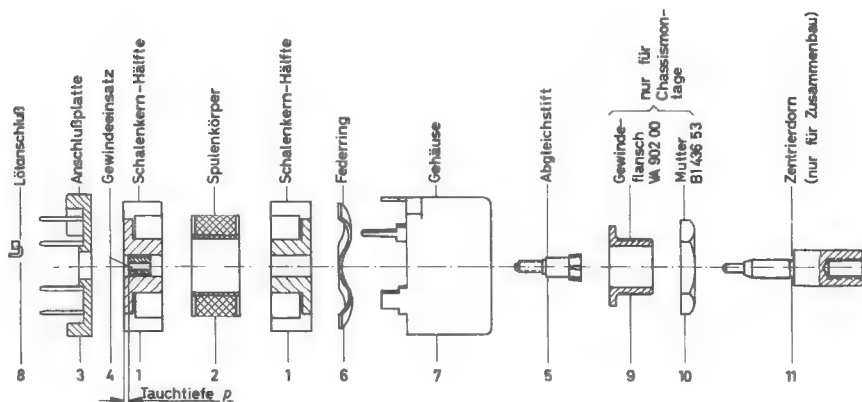 Lötanschluß
Anschlußplatte
Gewindeeinsatz
Schalenkern-Hälfte
Spulenkörper
Schalenkern-Hälfte
Federring
Gehäuse
Abgleichstift
nur für
Chassismon-
tage
Gewinde-
flansch
VA 902 00
Mutter
B1 436 53
Zentrierdorn
(nur für Zusammenbau)
8
3
4
1
2
1
6
7
5
9
10
11
Tauchtiefe p